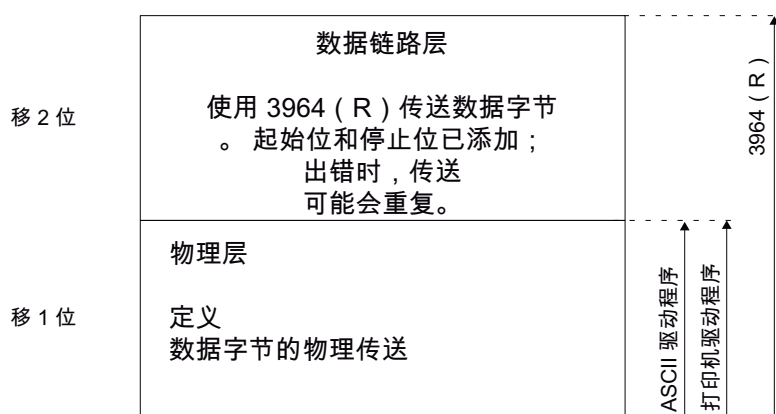 数据链路层
移 2 位
使用 3964（R）传送数据字节
。 起始位和停止位已添加；
出错时，传送
可能会重复。
3964（R）
物理层
移 1 位
定义
数据字节的物理传送
ASCII 驱动程序
打印机驱动程序